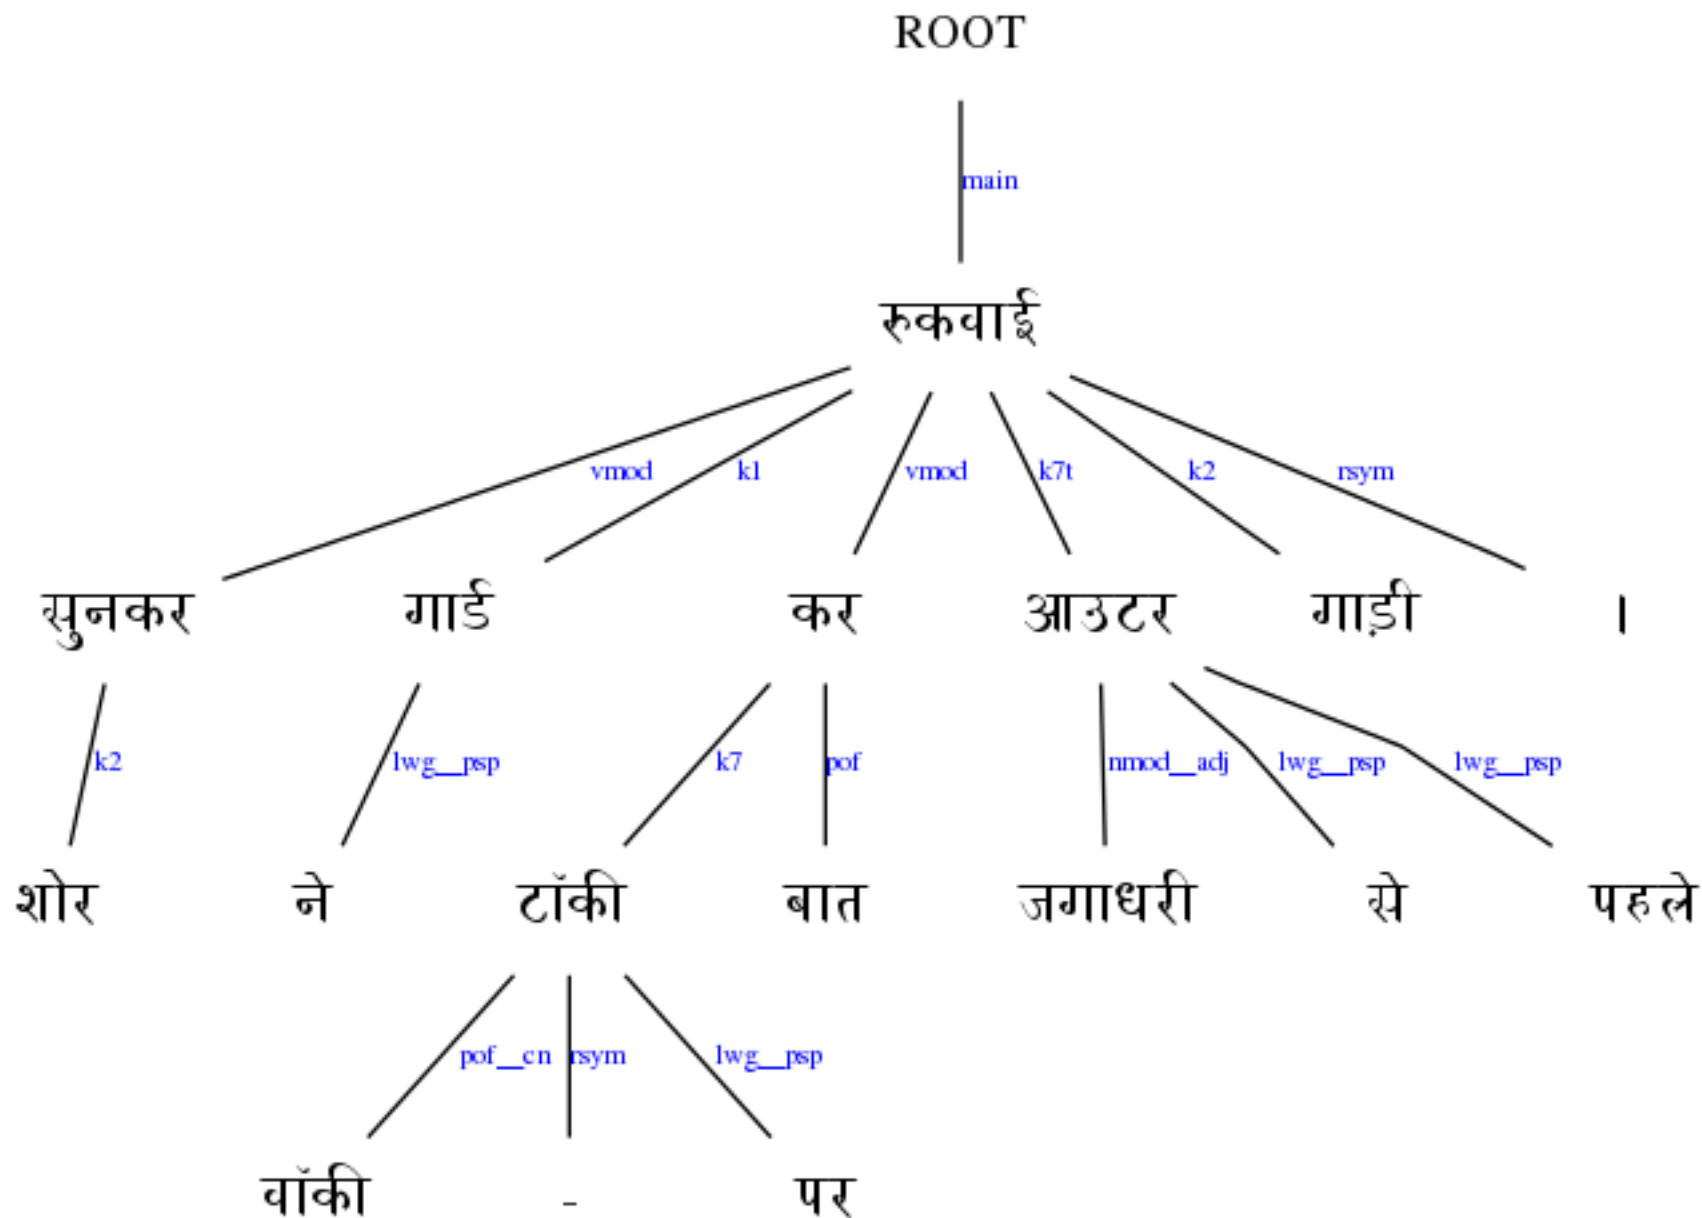 ROOT
main
रुकवाई
vmod k1 vmod k7t k2 rsym
सुनकर गार्ड कर आउटर गाड़ी ।
k2 lwg__psp k7 pof nmod__adj lwg__psp lwg__psp
शोर ने टॉकी बात जगाधरी से पहले
pof__cn rsym lwg__psp
वॉकी - पर